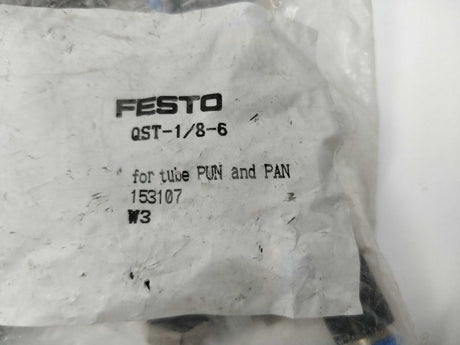 FESTO
QST-1/8-6
for tube PUN and PAN
153107
W3